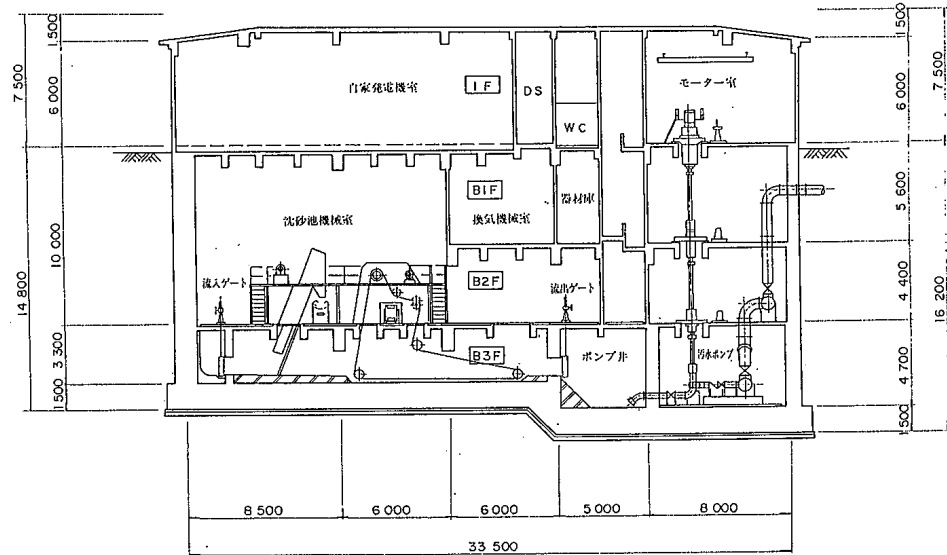 1 500
7 500
6 000
14 800
10 000
3 300
1 500
自家発電機室
1F
DS
WC
モーター室
沈砂池機械室
B1F
換気機械室
器材庫
流入ゲート
B2F
流出ゲート
B3F
ポンプ井
汚水ポンプ
1 500
7 500
6 000
5 600
4 400
16 200
4 700
1 500
8 500
6 000
6 000
5 000
8 000
33 500